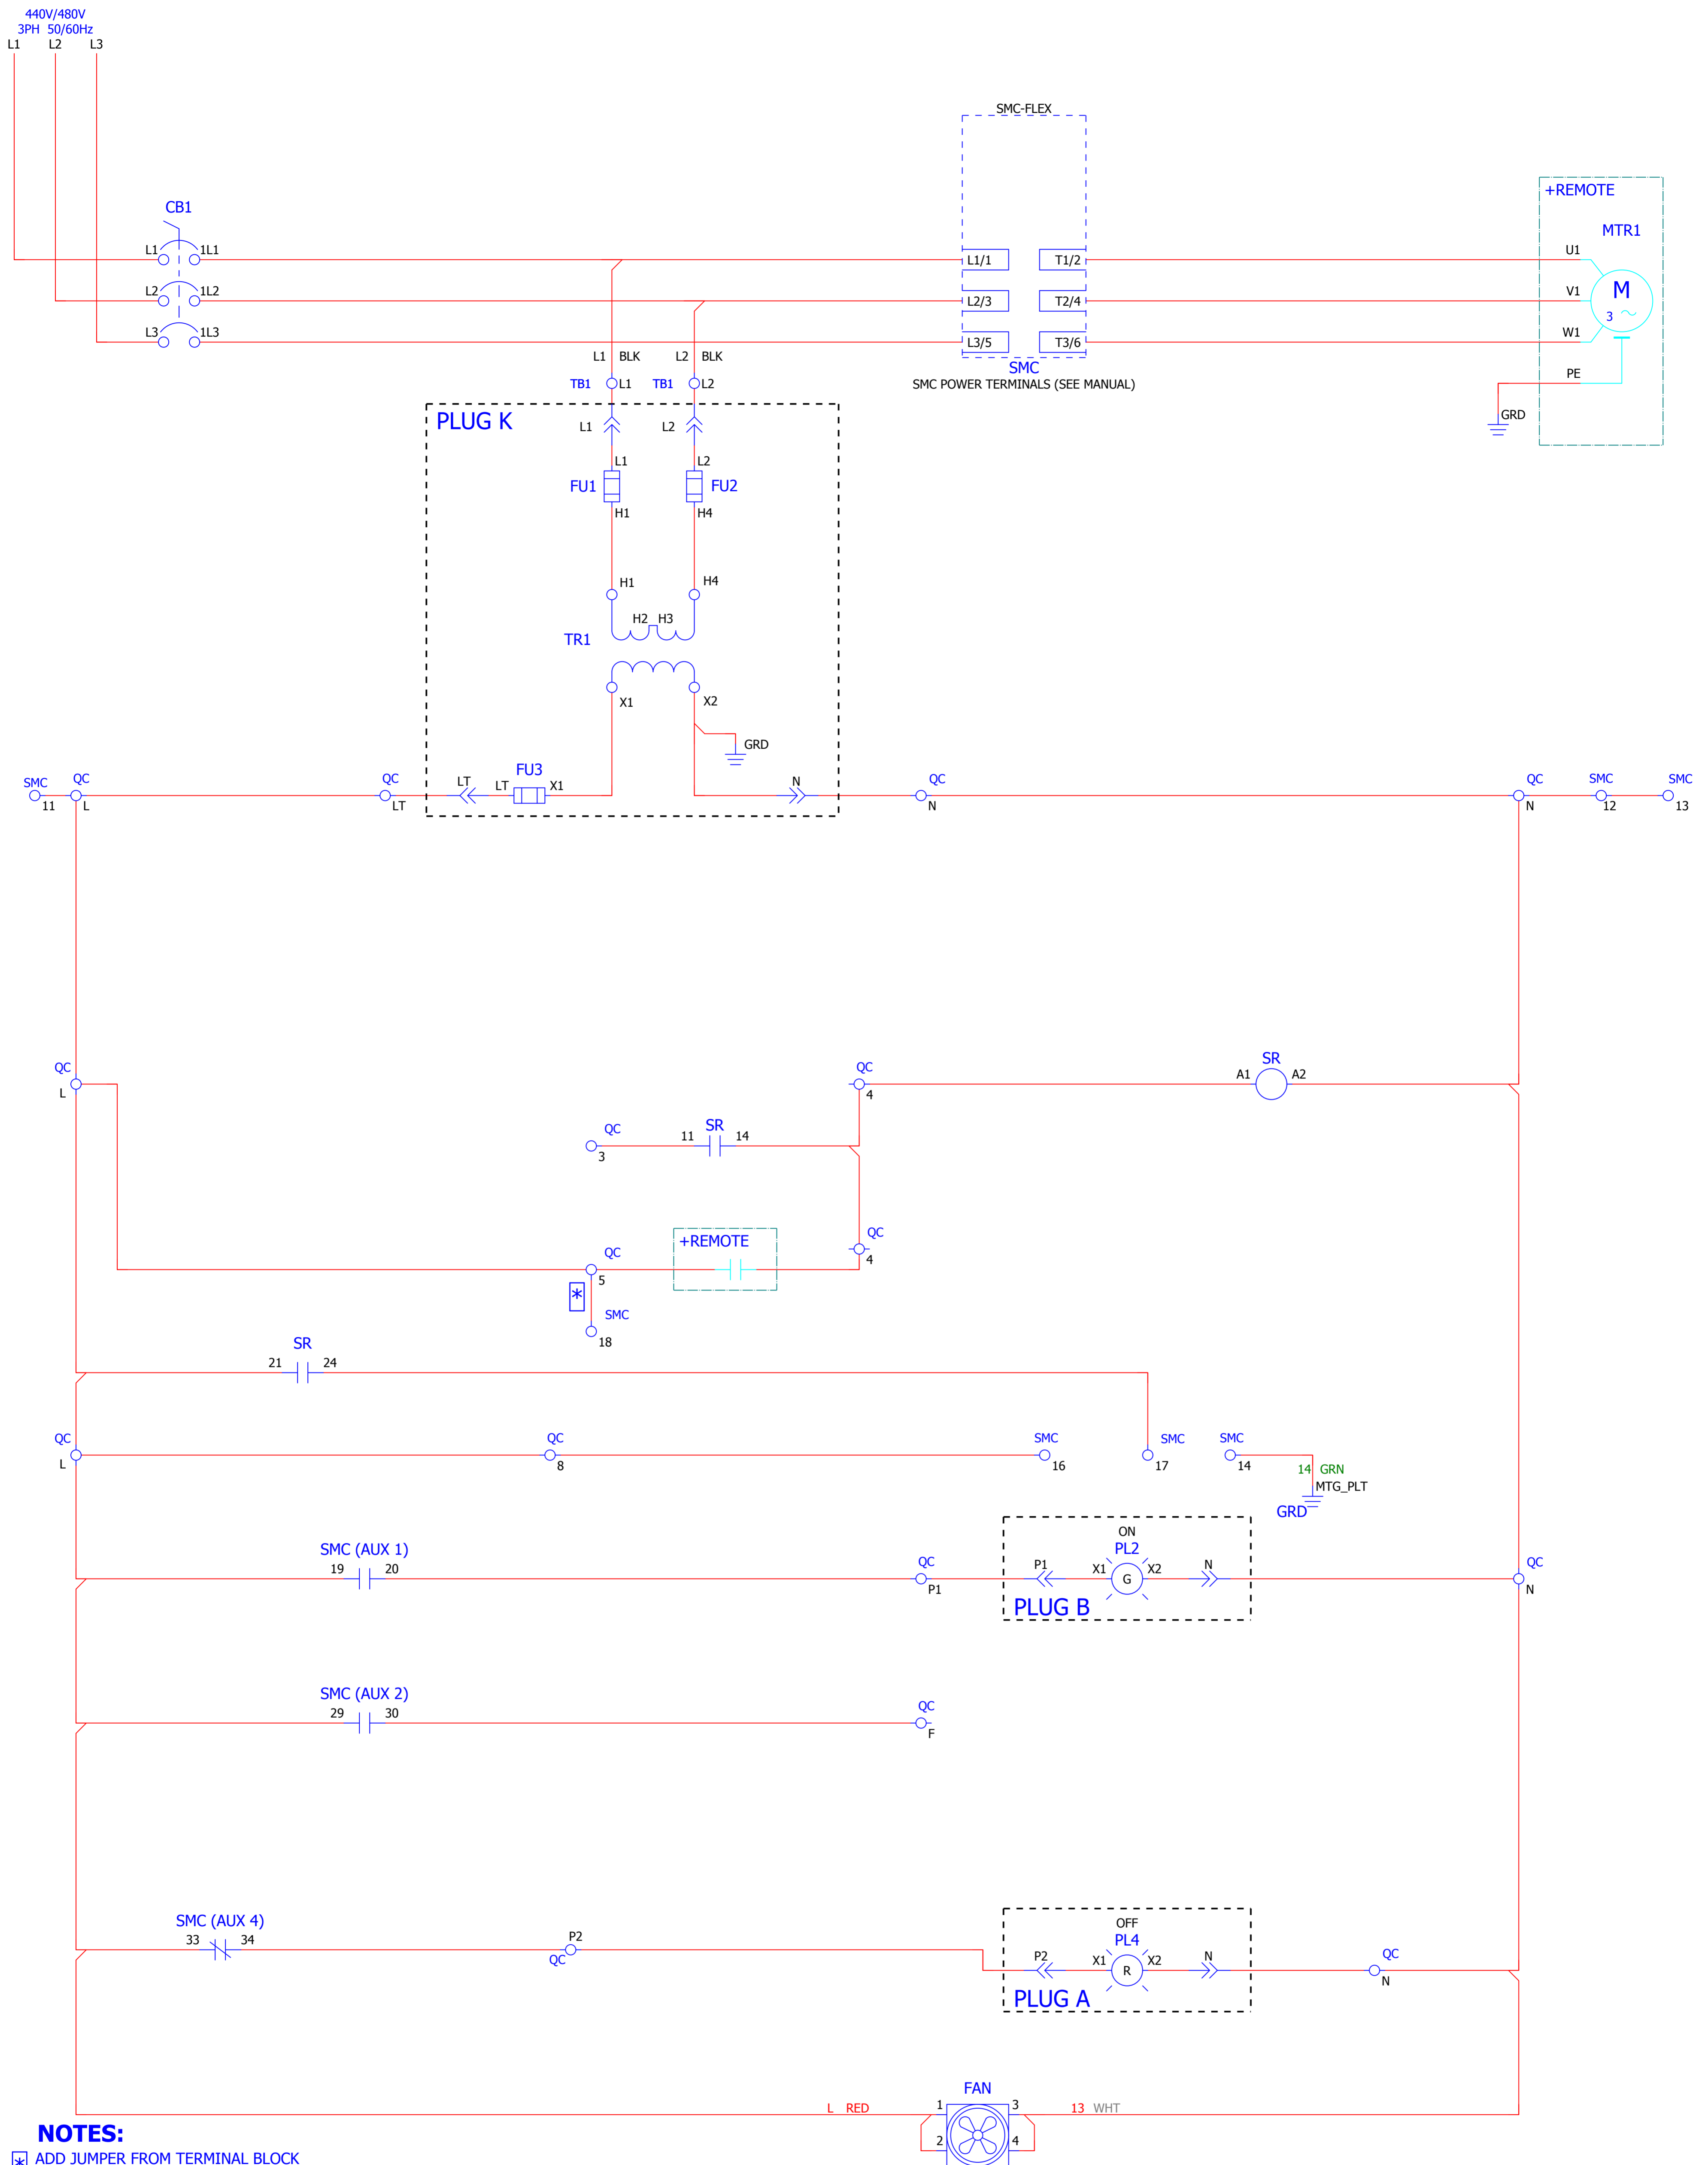 440V/480V
3PH 50/60Hz
L1 L2 L3
SMC-FLEX
+REMOTE
MTR1
CB1
L1 1L1
L2 1L2
L3 1L3
L1/1 T1/2
L2/3 T2/4
L3/5 T3/6
U1
V1
W1
PE
M
3
GRD
SMC
SMC POWER TERMINALS (SEE MANUAL)
L1 BLK L2 BLK
TB1 L1 TB1 L2
PLUG K
L1 L2
L1 L2
FU1 FU2
H1 H4
H1 H4
H2 H3
TR1
X1 X2
GRD
FU3
SMC QC QC LT LT X1 N QC QC SMC SMC
11 L LT N N 12 13
QC QC SR
L 4 A1 A2
QC SR
3 11 14
QC
4
+REMOTE
QC
5
*
SMC
18
SR
21 24
QC QC SMC SMC SMC
L 8 16 17 14
14 GRN
MTG_PLT
GRD
ON
SMC (AUX 1) PL2
19 20 QC P1 X1 G X2 N QC
P1 N
PLUG B
SMC (AUX 2)
29 30 QC
F
OFF
SMC (AUX 4) PL4
33 34 P2
QC
P2 X1 R X2 N QC
N
PLUG A
FAN
L RED 1 3 13 WHT
2 4
NOTES:
* ADD JUMPER FROM TERMINAL BLOCK